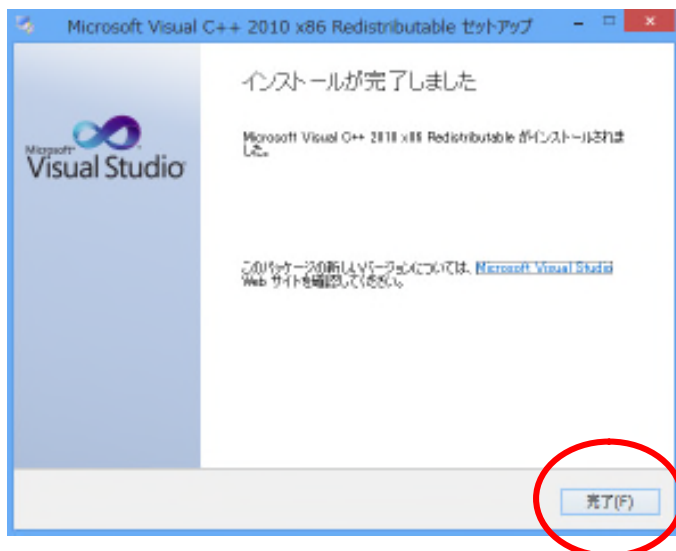 Microsoft Visual C++ 2010 x86 Redistributable セットアップ
インストールが完了しました
Microsoft
Visual Studio
Microsoft Visual C++ 2010 x86 Redistributable がインストールされま
した。
このパッケージの新しいバージョンについては、Microsoft Visual Studio
Web サイトを確認してください。
完了(F)